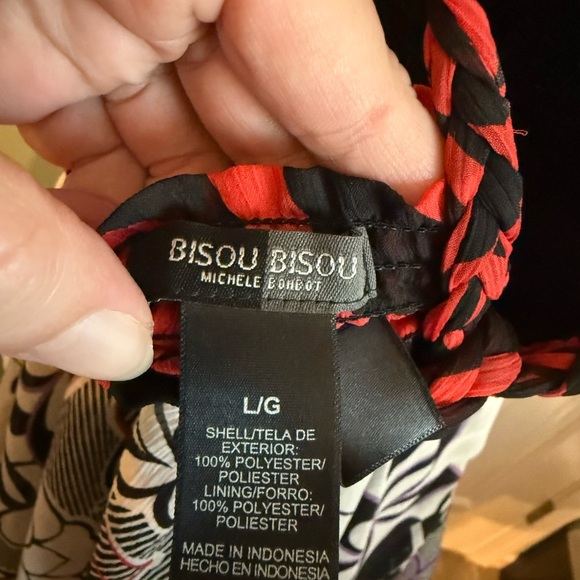 BISOU BISOU
MICHELE BOHBOT
L/G
SHELL/TELA DE
EXTERIOR:
100% POLYESTER/
POLIESTER
LINING/FORRO:
100% POLYESTER/
POLIESTER
MADE IN INDONESIA
HECHO EN INDONESIA